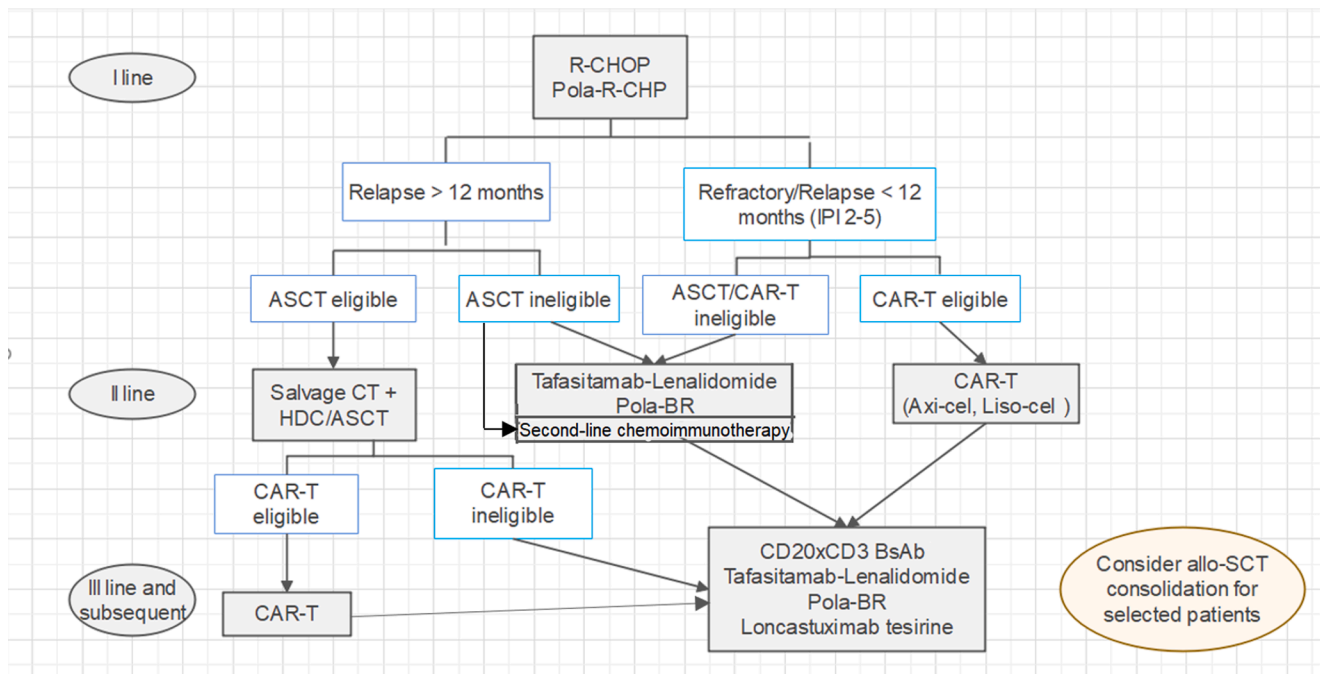 I line
R-CHOP
Pola-R-CHP
Relapse > 12 months
Refractory/Relapse < 12
months (IPI 2-5)
ASCT eligible
ASCT ineligible
ASCT/CAR-T
ineligible
CAR-T eligible
II line
Salvage CT +
HDC/ASCT
Tafasitamab-Lenalidomide
Pola-BR
Second-line chemoimmunotherapy
CAR-T
(Axi-cel, Liso-cel )
CAR-T
eligible
CAR-T
ineligible
III line and
subsequent
CAR-T
CD20xCD3 BsAb
Tafasitamab-Lenalidomide
Pola-BR
Loncastuximab tesirine
Consider allo-SCT
consolidation for
selected patients